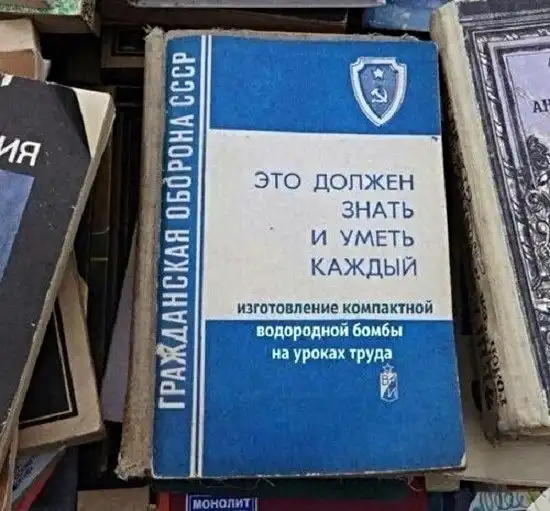 ИЯ
ГРАЖДАНСКАЯ ОБОРОНА СССР
ЭТО ДОЛЖЕН
ЗНАТЬ
И УМЕТЬ
КАЖДЫЙ
изготовление компактной
водородной бомбы
на уроках труда
МОНОЛИТ